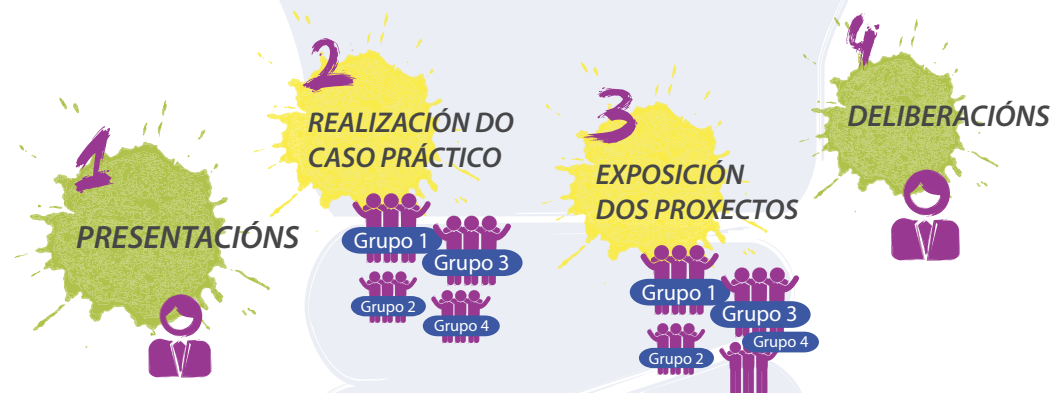 1
PRESENTACIÓNS
2
REALIZACIÓN DO
CASO PRÁCTICO
Grupo 1
Grupo 3
Grupo 2
Grupo 4
3
EXPOSICIÓN
DOS PROXECTOS
Grupo 1
Grupo 3
Grupo 4
Grupo 2
4
DELIBERACIÓNS